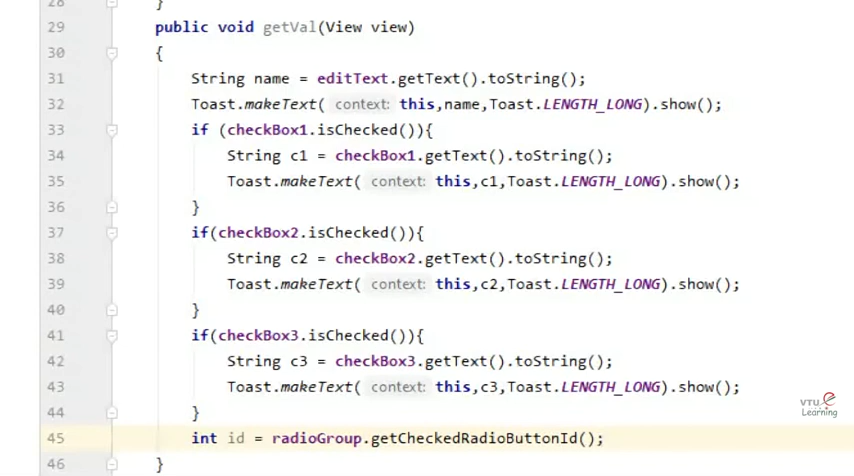 28 }
29 public void getVal(View view)
30 {
31 String name = editText.getText().toString();
32 Toast.makeText( context: this,name,Toast.LENGTH_LONG).show();
33 if (checkBox1.isChecked()){
34 String c1 = checkBox1.getText().toString();
35 Toast.makeText( context: this,c1,Toast.LENGTH_LONG).show();
36 }
37 if(checkBox2.isChecked()){
38 String c2 = checkBox2.getText().toString();
39 Toast.makeText( context: this,c2,Toast.LENGTH_LONG).show();
40 }
41 if(checkBox3.isChecked()){
42 String c3 = checkBox3.getText().toString();
43 Toast.makeText( context: this,c3,Toast.LENGTH_LONG).show();
44 }
45 int id = radioGroup.getCheckedRadioButtonId();
46 }
VTU e
Learning